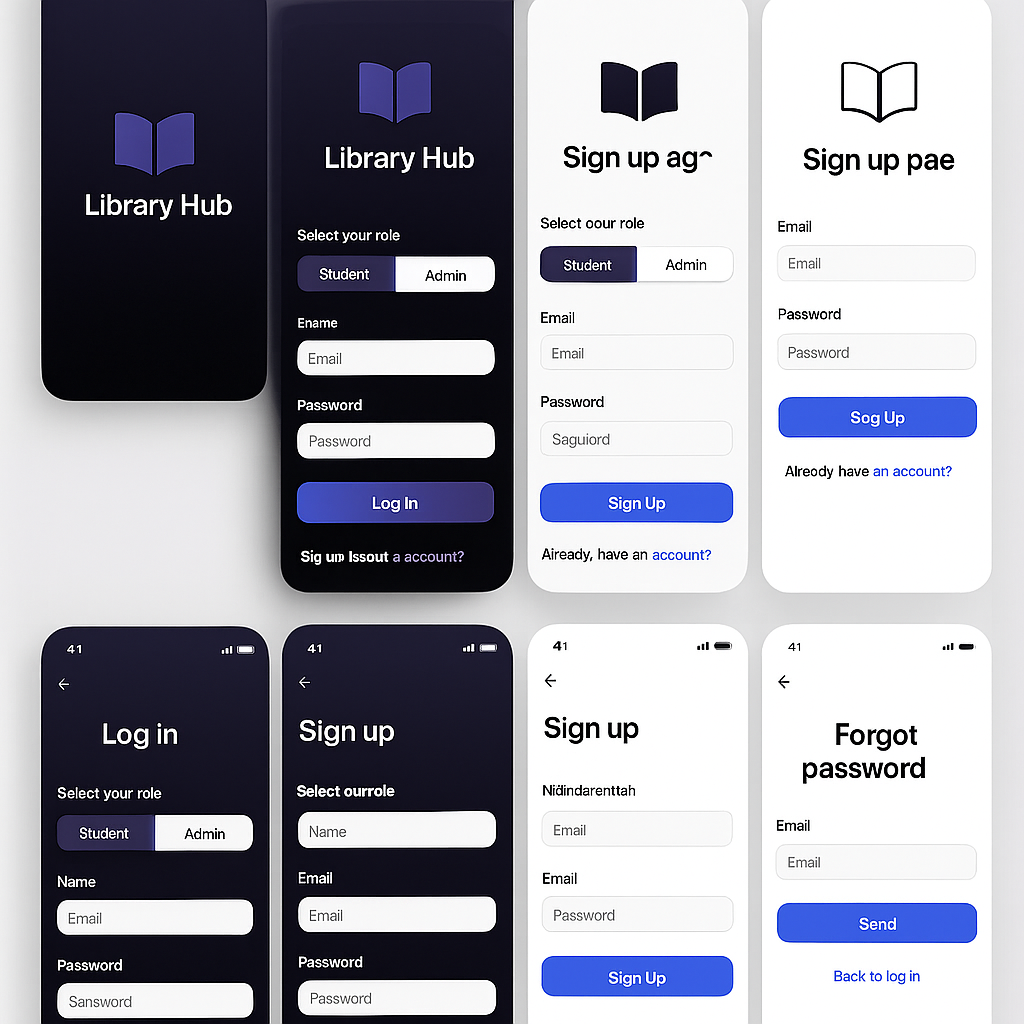 Library Hub
Library Hub
Select your role
Student
Admin
Ename
Email
Password
Password
Log In
Sig up Issout a account?
Sign up ag
Select oour role
Student
Admin
Email
Email
Password
Saguiord
Sign Up
Aiready, have an account?
Sign up pae
Email
Email
Password
Password
Sog Up
Alreody have an account?
41
Log in
Select your role
Student
Admin
Name
Email
Password
Sansword
41
Sign up
Select ourrole
Name
Email
Email
Password
Password
41
Sign up
Nidindarenttah
Email
Email
Password
Sign Up
41
Forgot
password
Email
Email
Send
Back to log in